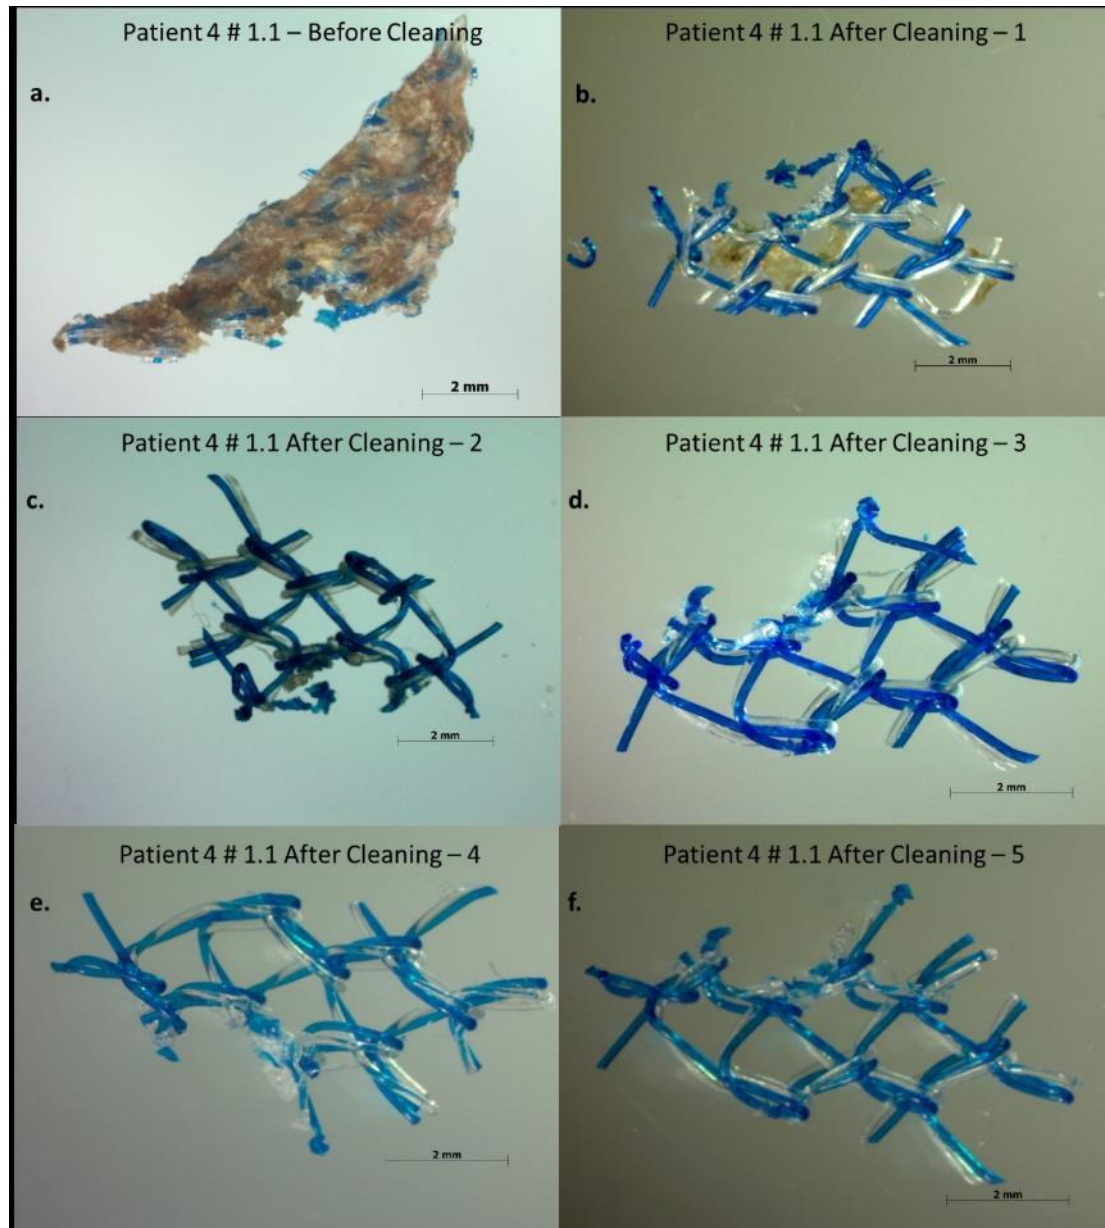 Patient 4 # 1.1 – Before Cleaning
a.
2 mm
Patient 4 # 1.1 After Cleaning – 1
b.
2 mm
Patient 4 # 1.1 After Cleaning – 2
c.
2 mm
Patient 4 # 1.1 After Cleaning – 3
d.
2 mm
Patient 4 # 1.1 After Cleaning – 4
e.
2 mm
Patient 4 # 1.1 After Cleaning – 5
f.
2 mm